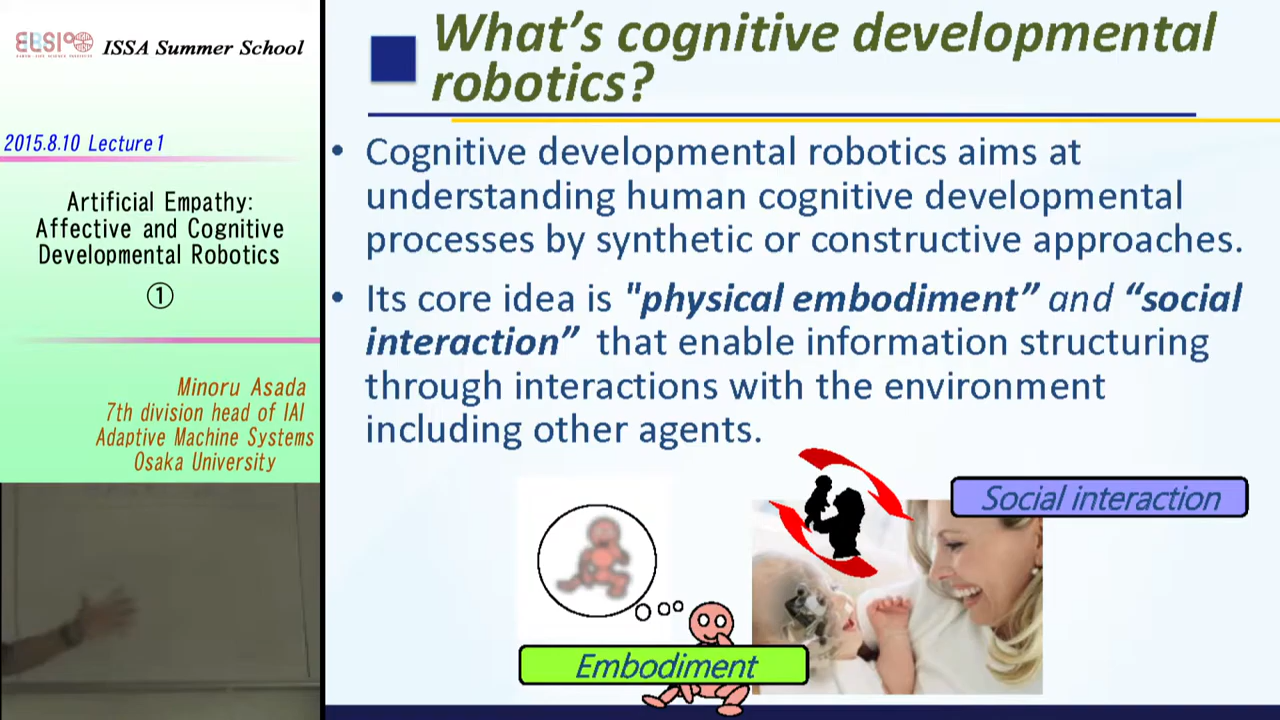 ELSI
ISSA Summer School
2015.8.10 Lecture1
Artificial Empathy:
Affective and Cognitive
Developmental Robotics
①
Minoru Asada
7th division head of IAI
Adaptive Machine Systems
Osaka University
What's cognitive developmental
robotics?
• Cognitive developmental robotics aims at
understanding human cognitive developmental
processes by synthetic or constructive approaches.
• Its core idea is "physical embodiment” and “social
interaction” that enable information structuring
through interactions with the environment
including other agents.
Social interaction
Embodiment